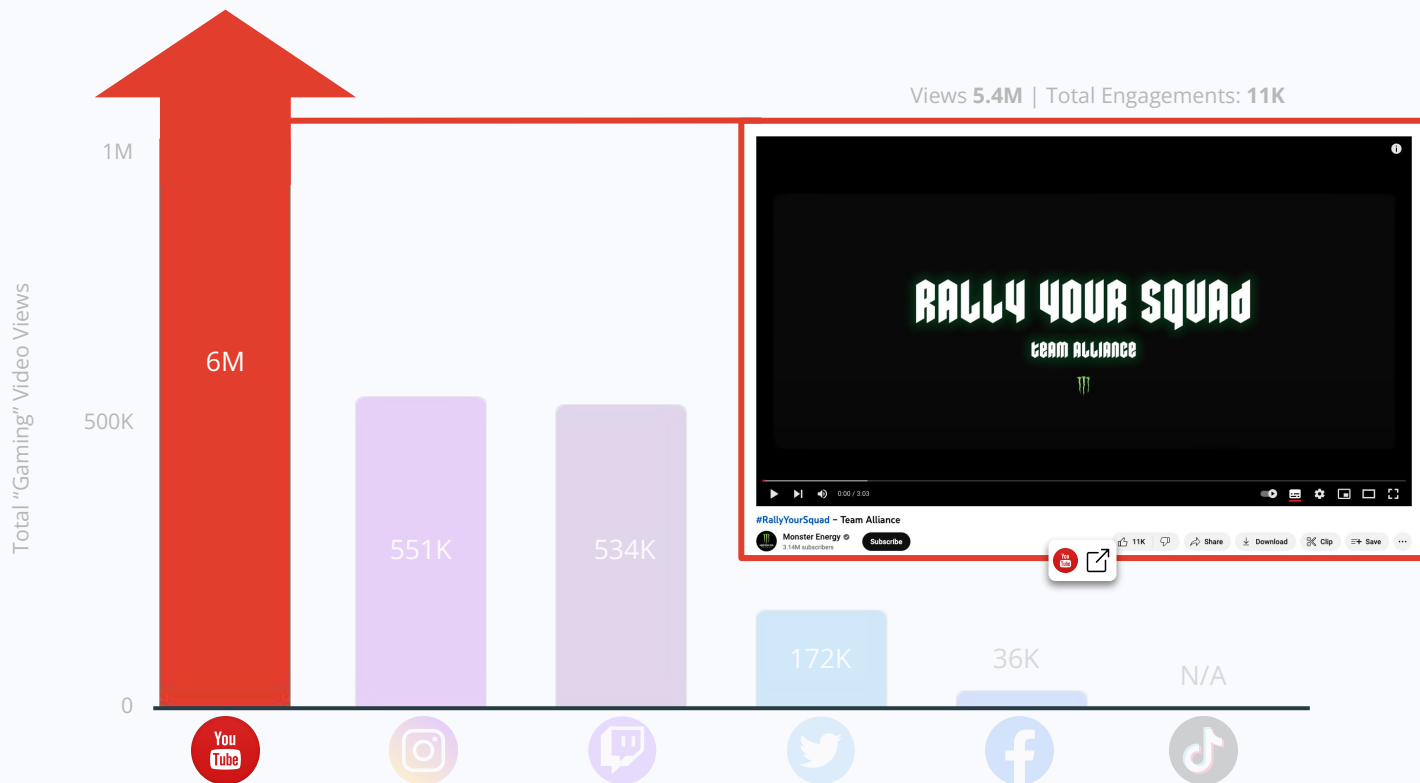 Views 5.4M | Total Engagements: 11K
Total “Gaming” Video Views
1M
500K
0
6M
551K
534K
172K
36K
N/A
RALLY YOUR SQUAd
teAM ALLIANCe
0:00 / 3:03
#RallyYourSquad – Team Alliance
Monster Energy
3.14M subscribers
Subscribe
11K
Share
Download
Clip
Save
You
Tube
You
Tube